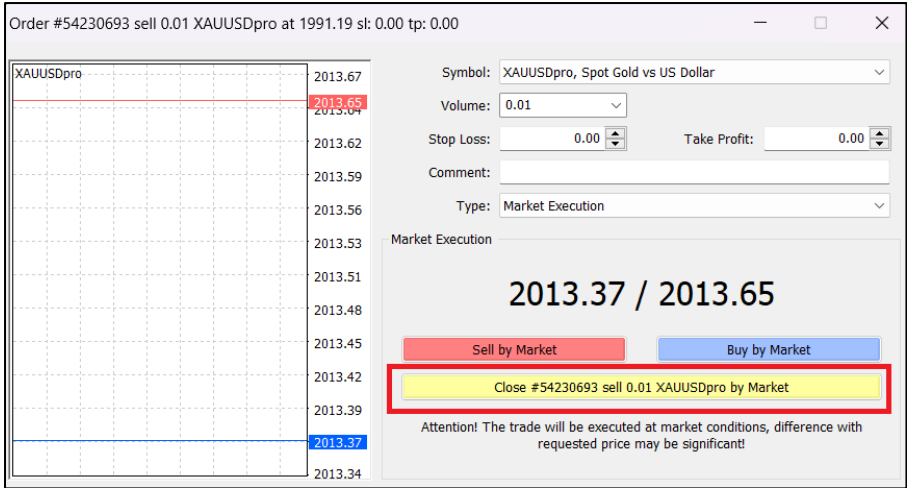 Order #54230693 sell 0.01 XAUUSDpro at 1991.19 sl: 0.00 tp: 0.00
XAUUSDpro
2013.67
2013.65
2013.64
2013.62
2013.59
2013.56
2013.53
2013.51
2013.48
2013.45
2013.42
2013.39
2013.37
2013.34
Symbol: XAUUSDpro, Spot Gold vs US Dollar
Volume: 0.01
Stop Loss: 0.00 Take Profit: 0.00
Comment:
Type: Market Execution
Market Execution
2013.37 / 2013.65
Sell by Market Buy by Market
Close #54230693 sell 0.01 XAUUSDpro by Market
Attention! The trade will be executed at market conditions, difference with
requested price may be significant!